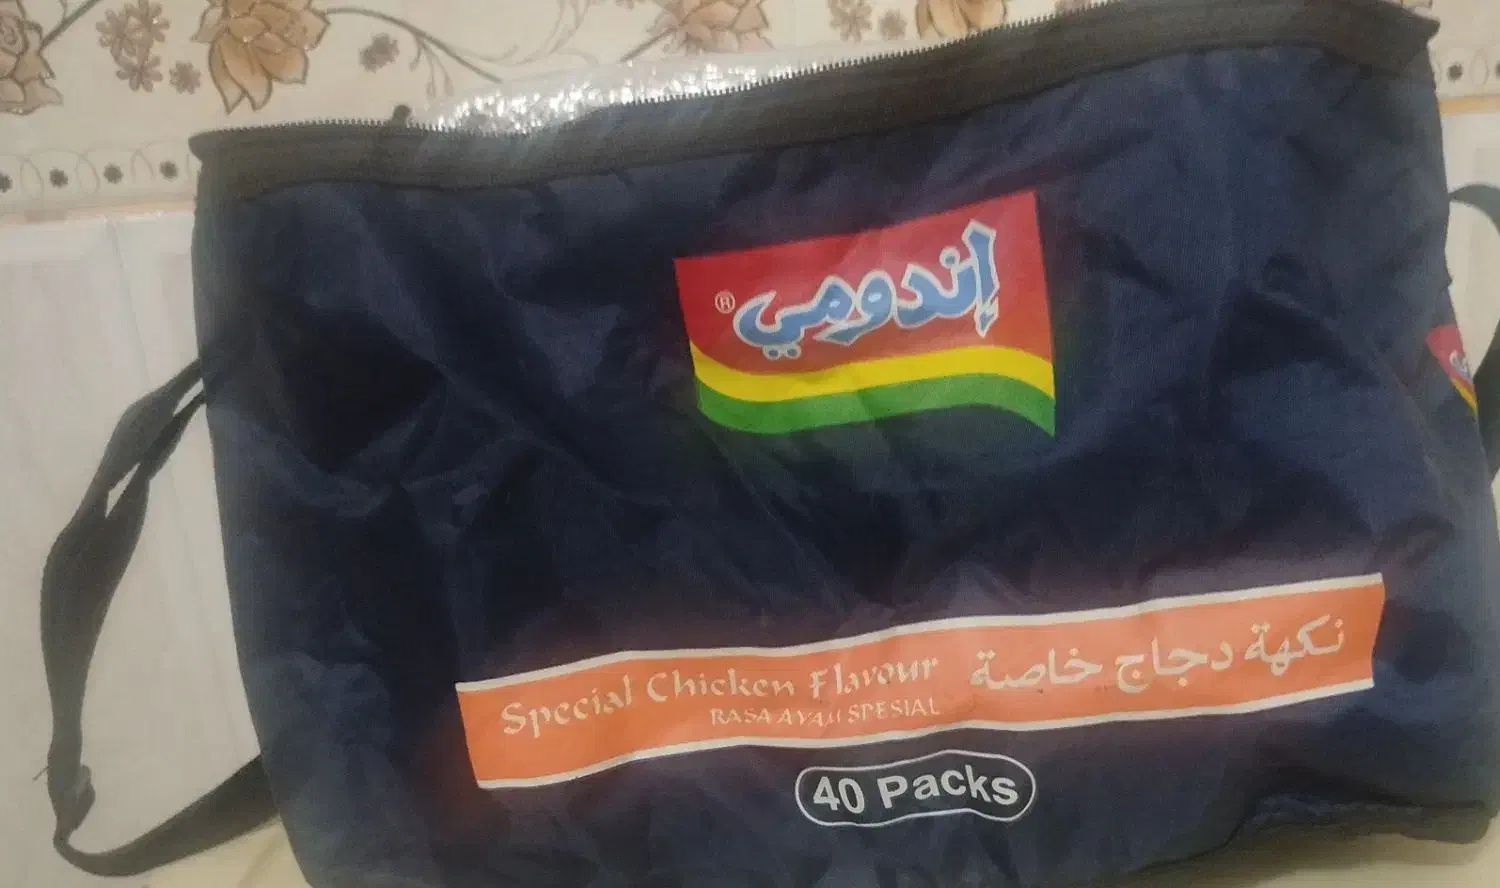 إندومي®
نكهة دجاج خاصة
Special Chicken Flavour
RASA AYAM SPESIAL
40 Packs